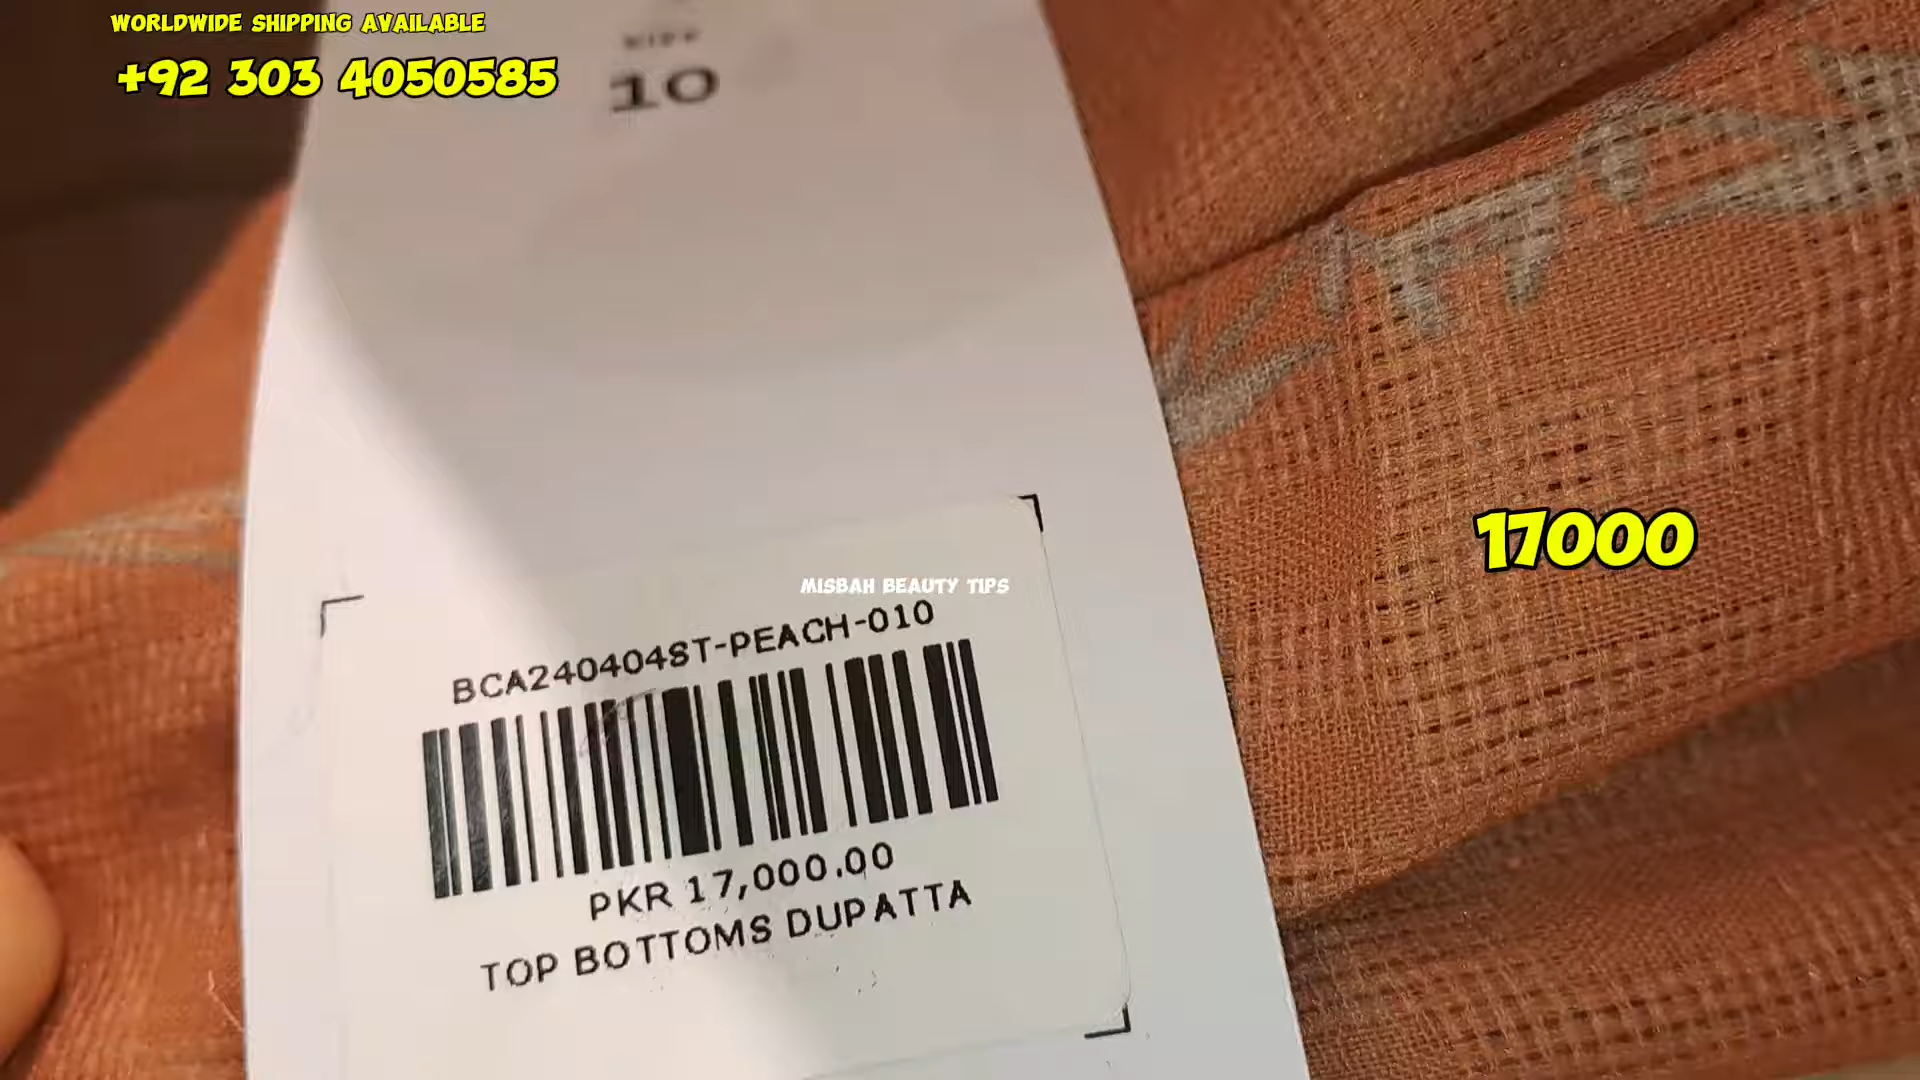 WORLDWIDE SHIPPING AVAILABLE
+92 303 4050585
SIZE
10
17000
MISBAH BEAUTY TIPS
BCA240404ST-PEACH-010
PKR 17,000.00
TOP BOTTOMS DUPATTA